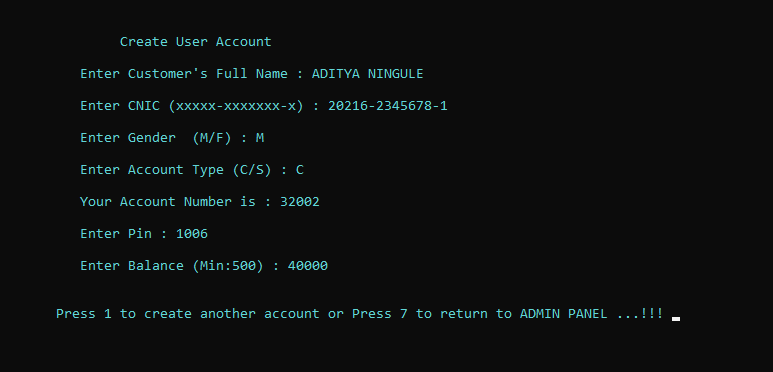 Create User Account
Enter Customer's Full Name : ADITYA NINGULE
Enter CNIC (xxxxx-xxxxxxx-x) : 20216-2345678-1
Enter Gender  (M/F) : M
Enter Account Type (C/S) : C
Your Account Number is : 32002
Enter Pin : 1006
Enter Balance (Min:500) : 40000
Press 1 to create another account or Press 7 to return to ADMIN PANEL ...!!!